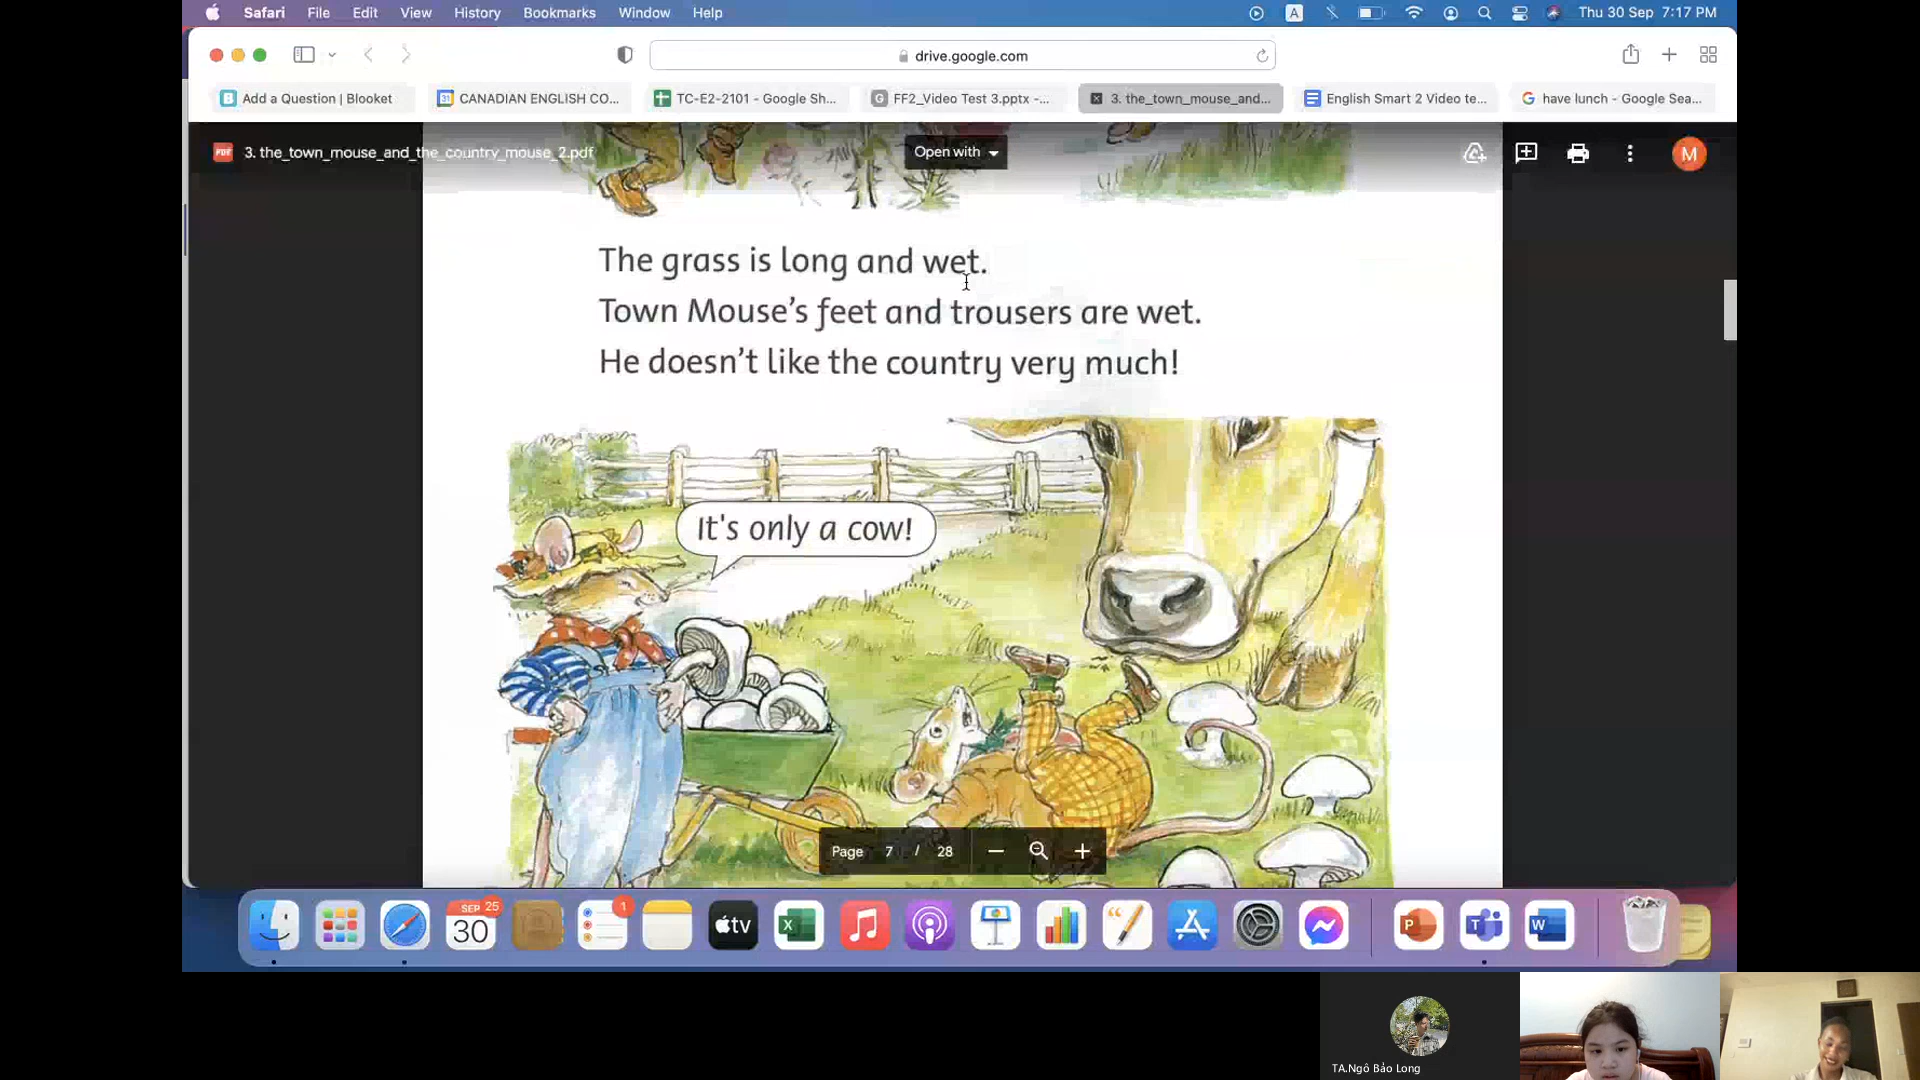 Safari File Edit View History Bookmarks Window Help A Thu 30 Sep 7:17 PM
drive.google.com
Add a Question | Blooket
31 CANADIAN ENGLISH CO...
TC-E2-2101 - Google Sh...
G FF2_Video Test 3.pptx -...
3. the_town_mouse_and...
English Smart 2 Video te...
G have lunch - Google Sea...
PDF 3. the_town_mouse_and_the_country_mouse_2.pdf
Open with
M
The grass is long and wet.
Town Mouse's feet and trousers are wet.
He doesn't like the country very much!
It's only a cow!
Page 7 / 28
SEP 25
30
1
tv
X
P
T
W
TA.Ngô Bảo Long